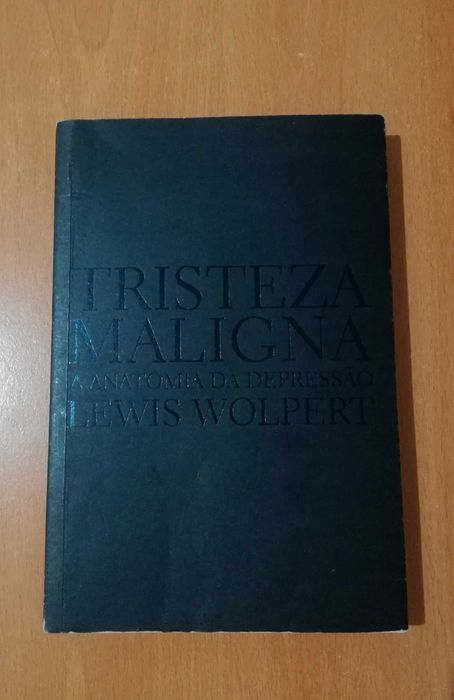 TRISTEZA
MALIGNA
A ANATOMIA DA DEPRESSÃO
LEWIS WOLPERT